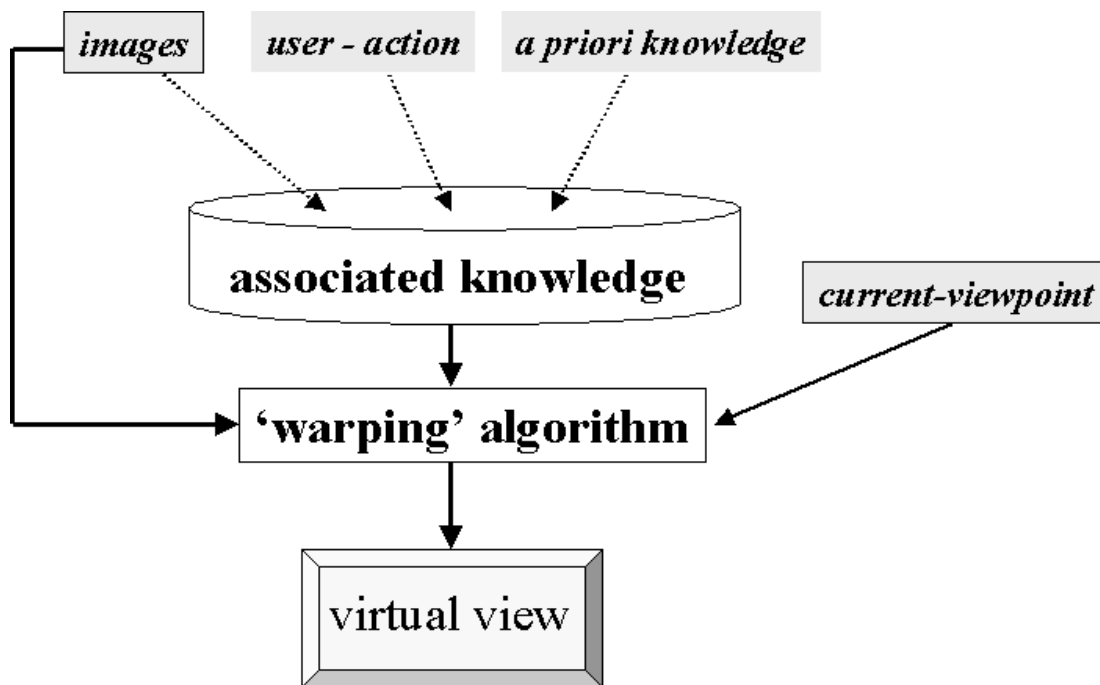 images
user - action
a priori knowledge
associated knowledge
current-viewpoint
‘warping’ algorithm
virtual view